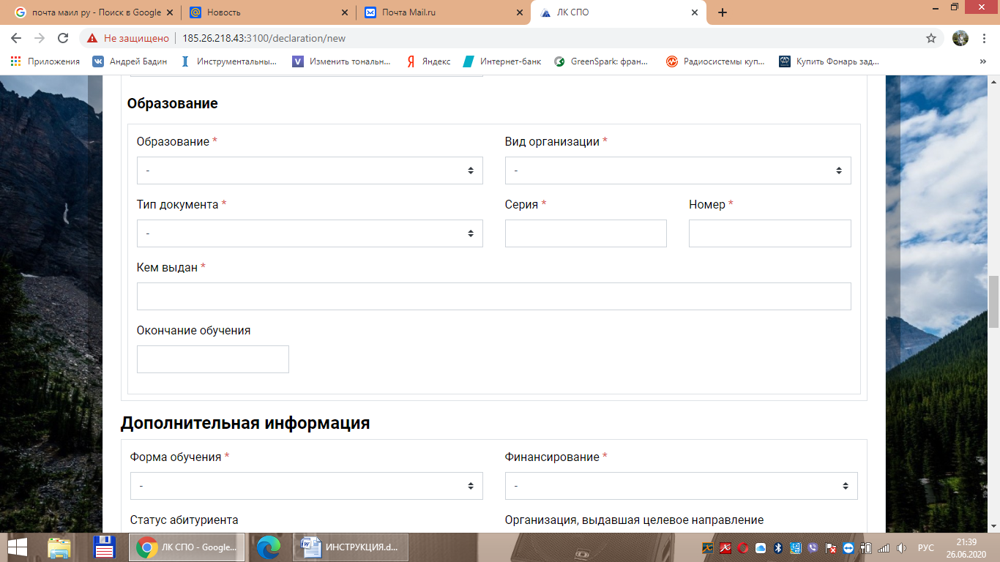 почта маил ру - Поиск в Google
Новость
Почта Mail.ru
ЛК СПО
Не защищено
185.26.218.43:3100/declaration/new
Приложения
Андрей Бадин
Инструментальны...
Изменить тональн...
Яндекс
Интернет-банк
GreenSpark: фран...
Радиосистемы куп...
Купить Фонарь зад...
Образование
Образование *
Вид организации *
-
-
Тип документа *
Серия *
Номер *
-
Кем выдан *
Окончание обучения
Дополнительная информация
Форма обучения *
Финансирование *
-
-
Статус абитуриента
Организация, выдавшая целевое направление
ЛК СПО - Google...
ИНСТРУКЦИЯ.d...
РУС
21:39
26.06.2020